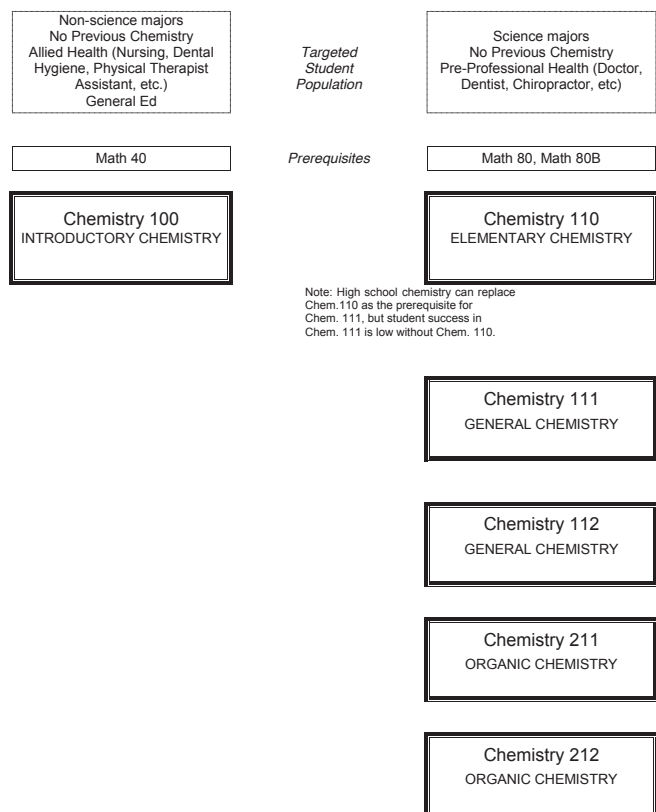 Non-science majors
No Previous Chemistry
Allied Health (Nursing, Dental
Hygiene, Physical Therapist
Assistant, etc.)
General Ed
Targeted
Student
Population
Science majors
No Previous Chemistry
Pre-Professional Health (Doctor,
Dentist, Chiropractor, etc)
Math 40
Prerequisites
Math 80, Math 80B
Chemistry 100
INTRODUCTORY CHEMISTRY
Chemistry 110
ELEMENTARY CHEMISTRY
Note: High school chemistry can replace
Chem.110 as the prerequisite for
Chem. 111, but student success in
Chem. 111 is low without Chem. 110.
Chemistry 111
GENERAL CHEMISTRY
Chemistry 112
GENERAL CHEMISTRY
Chemistry 211
ORGANIC CHEMISTRY
Chemistry 212
ORGANIC CHEMISTRY